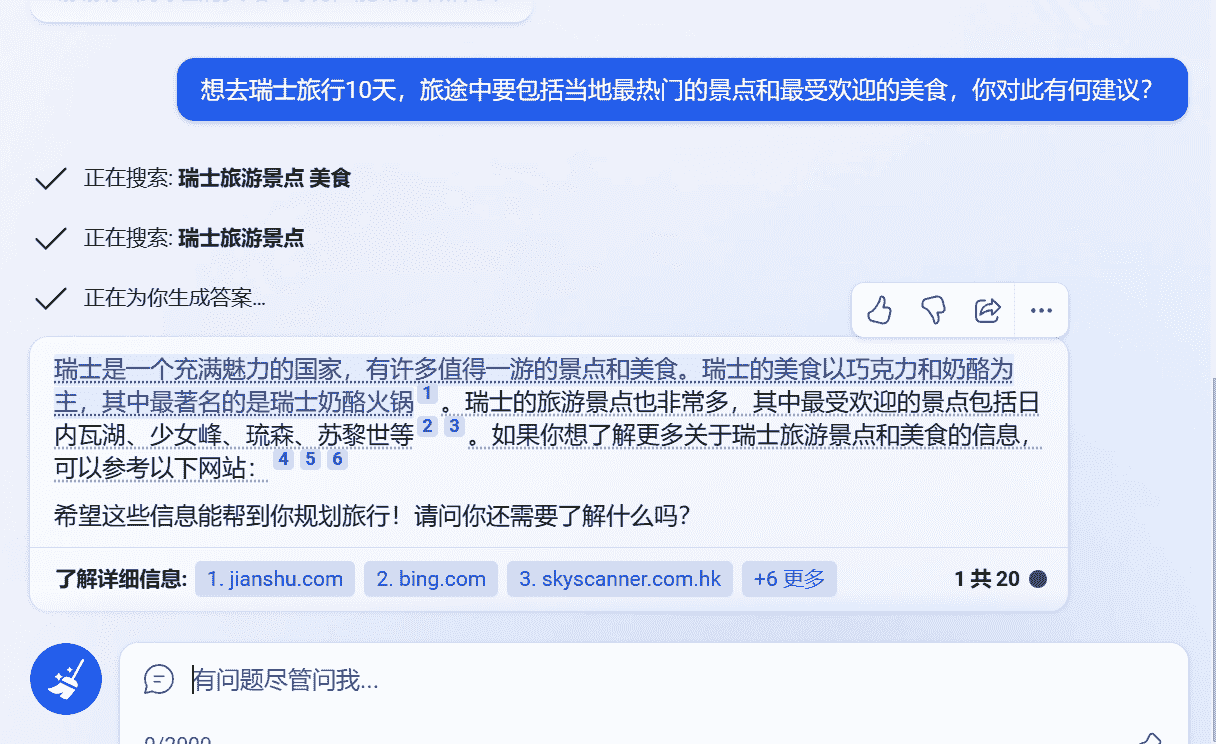 想去瑞士旅行10天，旅途中要包括当地最热门的景点和最受欢迎的美食，你对此有何建议？
正在搜索: 瑞士旅游景点 美食
正在搜索: 瑞士旅游景点
正在为你生成答案...
瑞士是一个充满魅力的国家，有许多值得一游的景点和美食。瑞士的美食以巧克力和奶酪为
主，其中最著名的是瑞士奶酪火锅 1 。瑞士的旅游景点也非常多，其中最受欢迎的景点包括日
内瓦湖、少女峰、琉森、苏黎世等 2 3 。如果你想了解更多关于瑞士旅游景点和美食的信息，
可以参考以下网站： 4 5 6
希望这些信息能帮到你规划旅行！请问你还需要了解什么吗？
了解详细信息: 1. jianshu.com 2. bing.com 3. skyscanner.com.hk +6 更多 1 共 20
有问题尽管问我...
0/2000